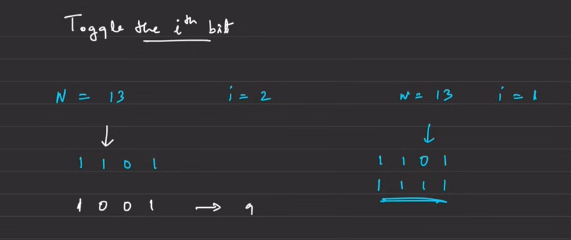 Toggle the ith bit
N = 13 i = 2
n = 13 i = 1
↓ ↓
1 1 0 1
1 0 0 1 → 9
1 1 0 1
1 1 1 1